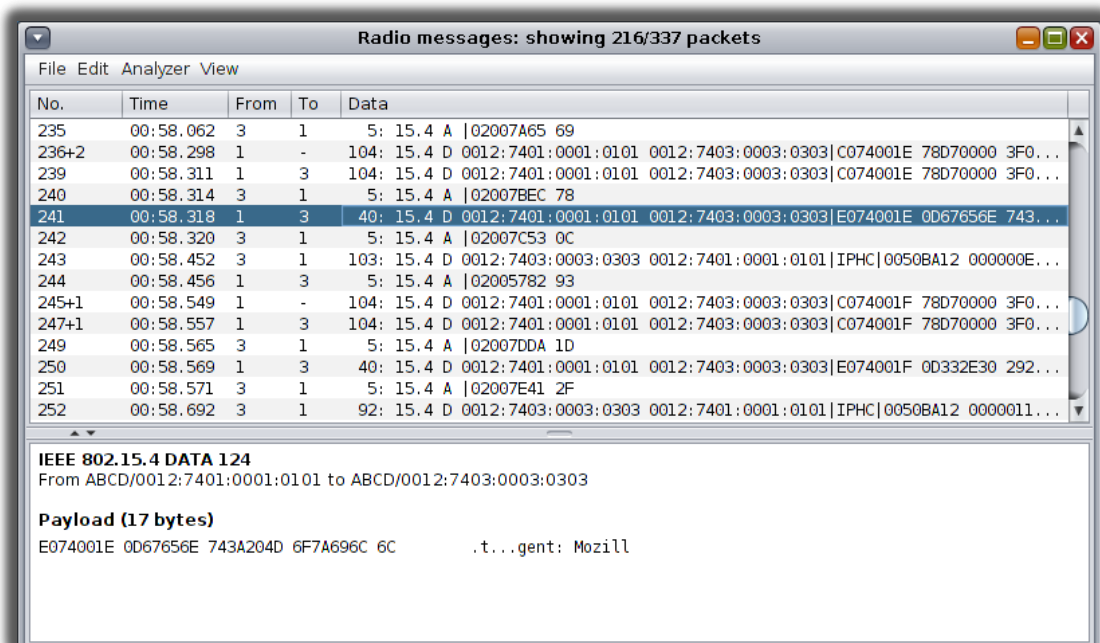 Radio messages: showing 216/337 packets
File Edit Analyzer View
No. Time From To Data
235 00:58.062 3 1 5: 15.4 A |02007A65 69
236+2 00:58.298 1 - 104: 15.4 D 0012:7401:0001:0101 0012:7403:0003:0303|C074001E 78D70000 3F0...
239 00:58.311 1 3 104: 15.4 D 0012:7401:0001:0101 0012:7403:0003:0303|C074001E 78D70000 3F0...
240 00:58.314 3 1 5: 15.4 A |02007BEC 78
241 00:58.318 1 3 40: 15.4 D 0012:7401:0001:0101 0012:7403:0003:0303|E074001E 0D67656E 743...
242 00:58.320 3 1 5: 15.4 A |02007C53 0C
243 00:58.452 3 1 103: 15.4 D 0012:7403:0003:0303 0012:7401:0001:0101|IPHC|0050BA12 000000E...
244 00:58.456 1 3 5: 15.4 A |02005782 93
245+1 00:58.549 1 - 104: 15.4 D 0012:7401:0001:0101 0012:7403:0003:0303|C074001F 78D70000 3F0...
247+1 00:58.557 1 3 104: 15.4 D 0012:7401:0001:0101 0012:7403:0003:0303|C074001F 78D70000 3F0...
249 00:58.565 3 1 5: 15.4 A |02007DDA 1D
250 00:58.569 1 3 40: 15.4 D 0012:7401:0001:0101 0012:7403:0003:0303|E074001F 0D332E30 292...
251 00:58.571 3 1 5: 15.4 A |02007E41 2F
252 00:58.692 3 1 92: 15.4 D 0012:7403:0003:0303 0012:7401:0001:0101|IPHC|0050BA12 0000011...
IEEE 802.15.4 DATA 124
From ABCD/0012:7401:0001:0101 to ABCD/0012:7403:0003:0303
Payload (17 bytes)
E074001E 0D67656E 743A204D 6F7A696C 6C .t...gent: Mozill